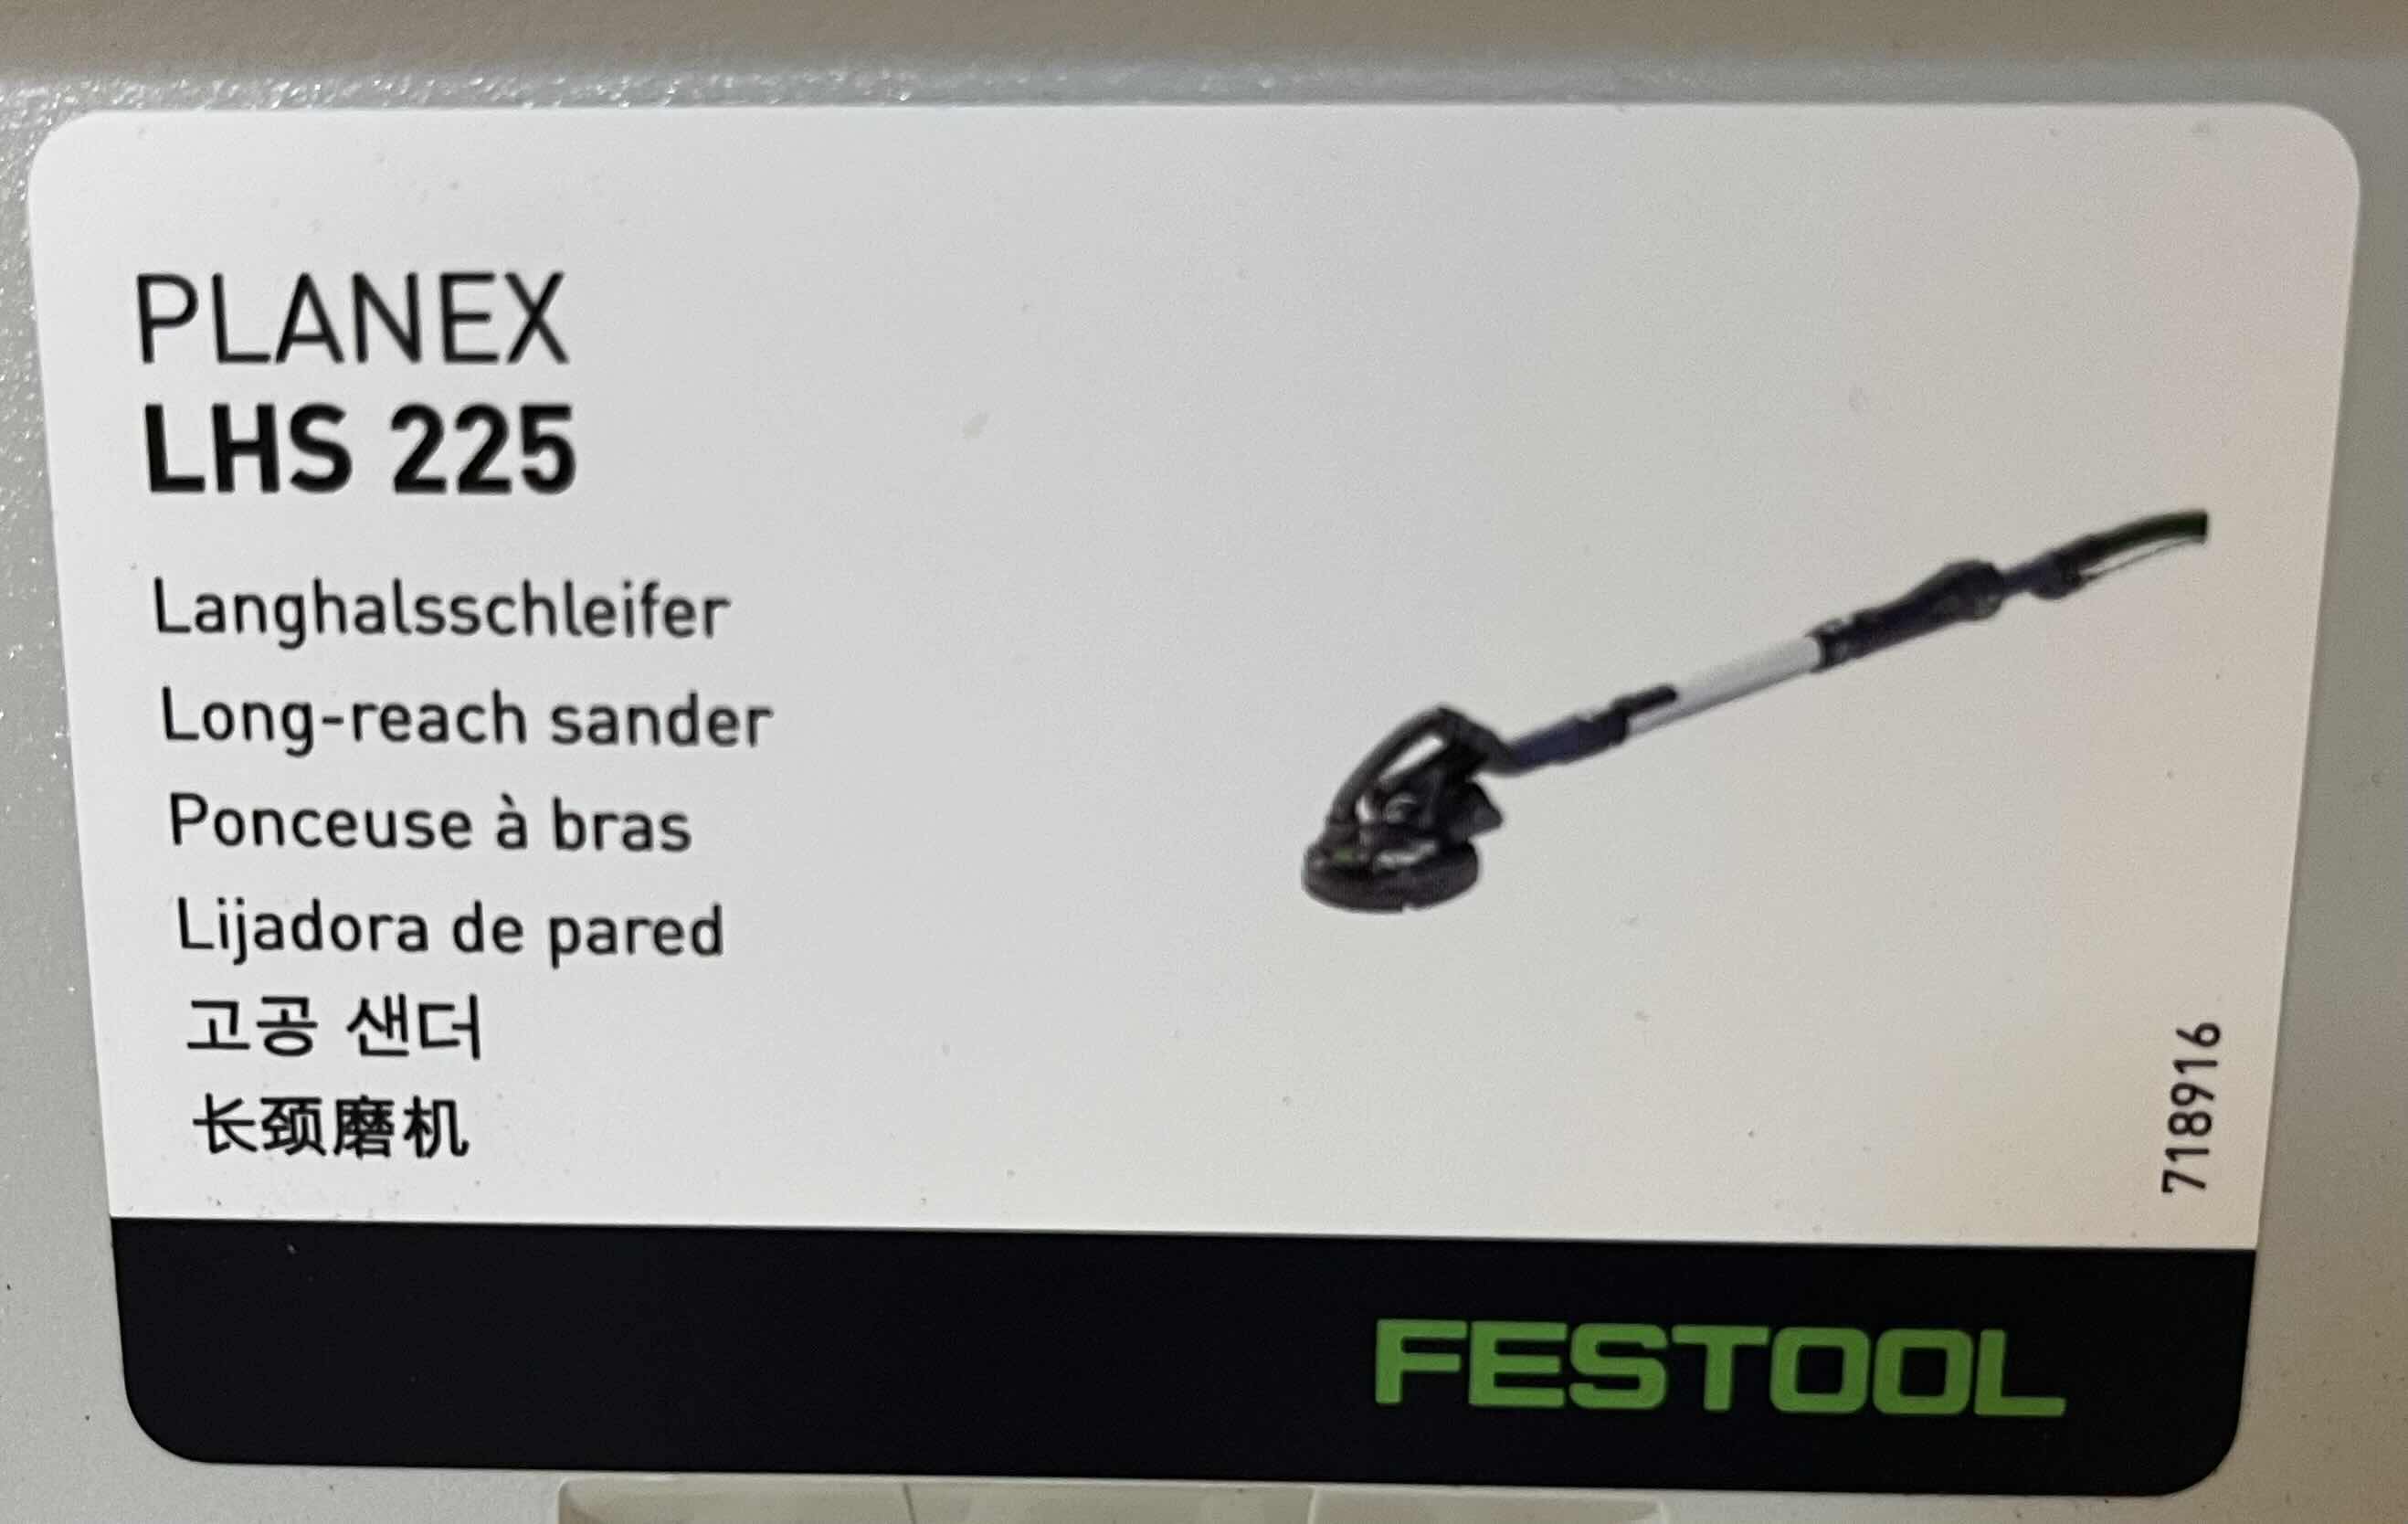 PLANEX
LHS 225
Langhalsschleifer
Long-reach sander
Ponceuse à bras
Lijadora de pared
고공 샌더
长颈磨机
718916
FESTOOL